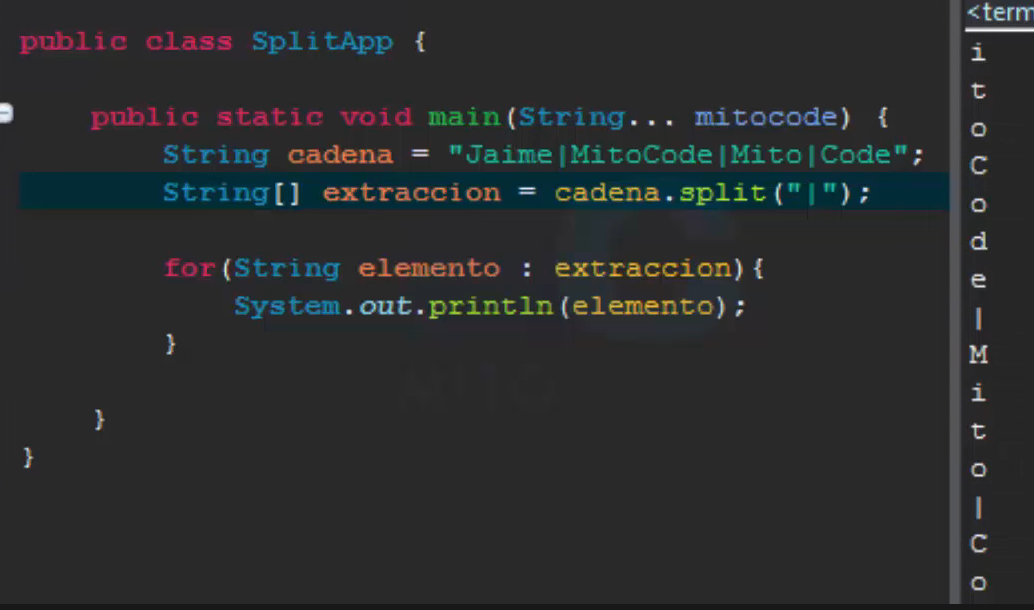 public class SplitApp {
public static void main(String... mitocode) {
String cadena = "Jaime|MitoCode|Mito|Code";
String[] extraccion = cadena.split("|");
for(String elemento : extraccion){
System.out.println(elemento);
}
}
}
<term
i
t
o
C
o
d
e
|
M
i
t
o
|
C
o